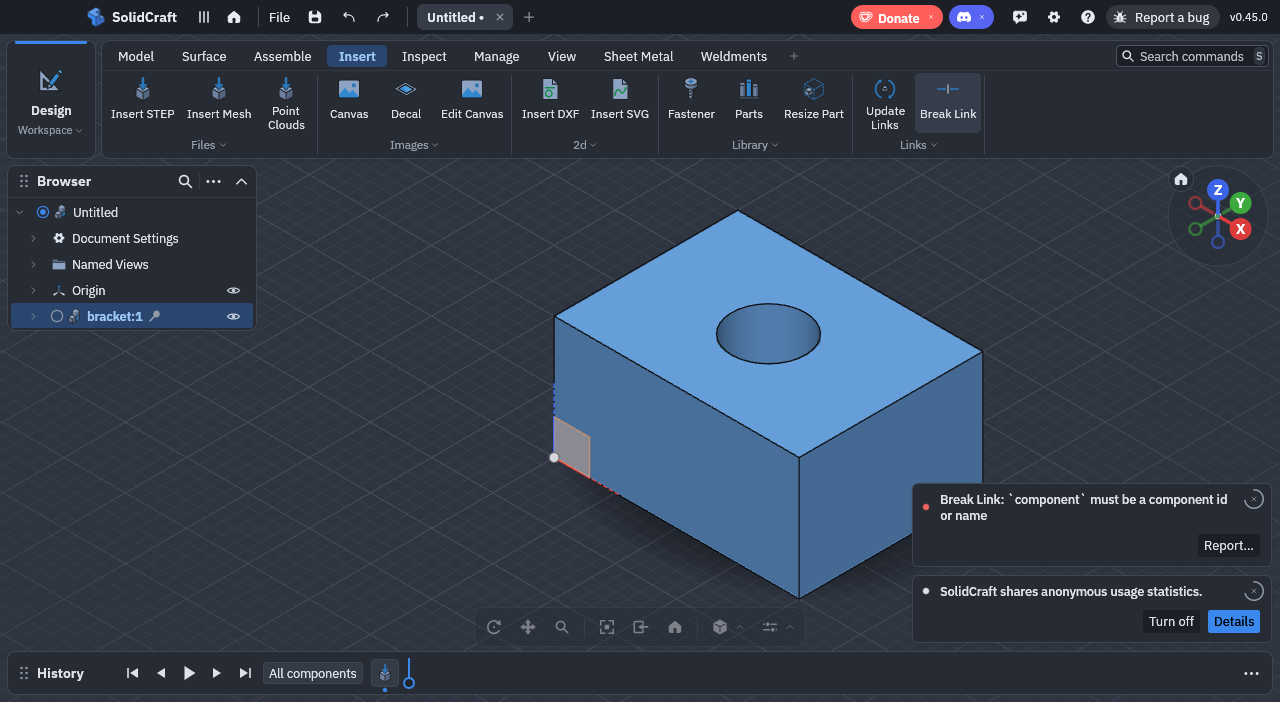 SolidCraft
File
Untitled •
Donate
Report a bug
v0.45.0
Design
Workspace
Model
Surface
Assemble
Insert
Inspect
Manage
View
Sheet Metal
Weldments
Search commands
S
Insert STEP
Insert Mesh
Point
Clouds
Files
Canvas
Decal
Edit Canvas
Images
Insert DXF
Insert SVG
2d
Fastener
Parts
Resize Part
Library
Update
Links
Break Link
Links
Browser
Untitled
Document Settings
Named Views
Origin
bracket:1
Z
Y
X
Break Link: `component` must be a component id
or name
Report...
SolidCraft shares anonymous usage statistics.
Turn off
Details
History
All components